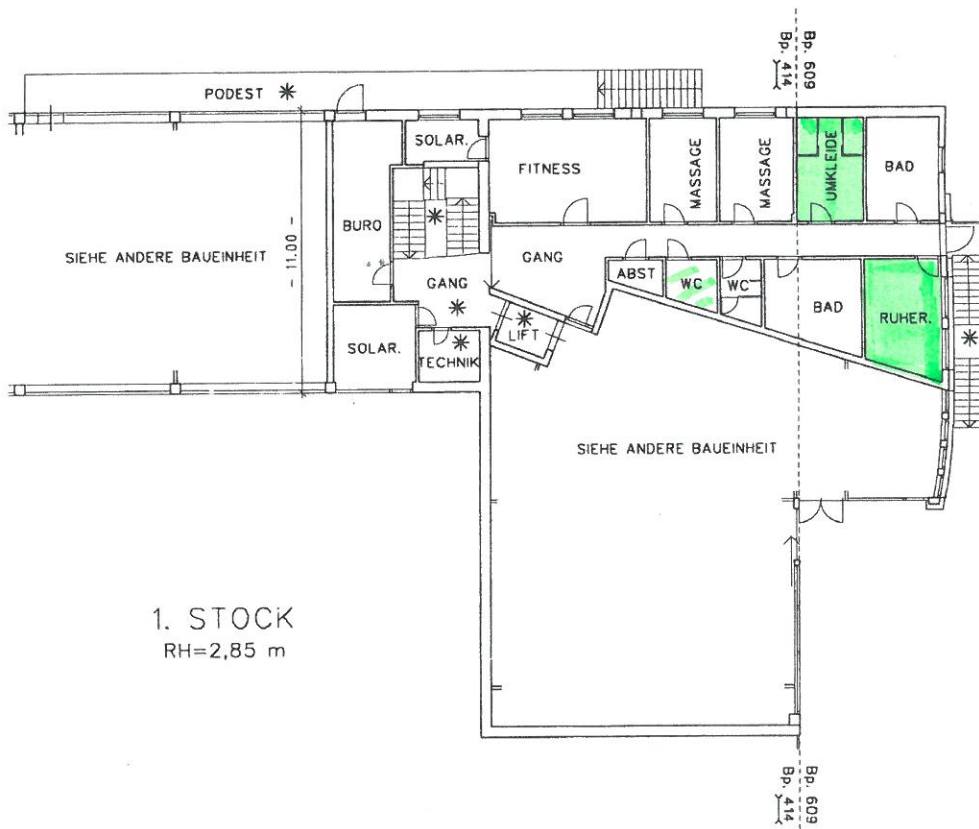 Bp. 609
Bp. 414
PODEST *
SOLAR.
FITNESS
MASSAGE
MASSAGE
UMKLEIDE
BAD
BURO
*
SIEHE ANDERE BAUEINHEIT
- 11.00 -
GANG
*
GANG
ABST
WC
WC
BAD
RUHER.
*
SOLAR.
*
TECHNIK
*
LIFT
SIEHE ANDERE BAUEINHEIT
1. STOCK
RH=2,85 m
Bp. 609
Bp. 414